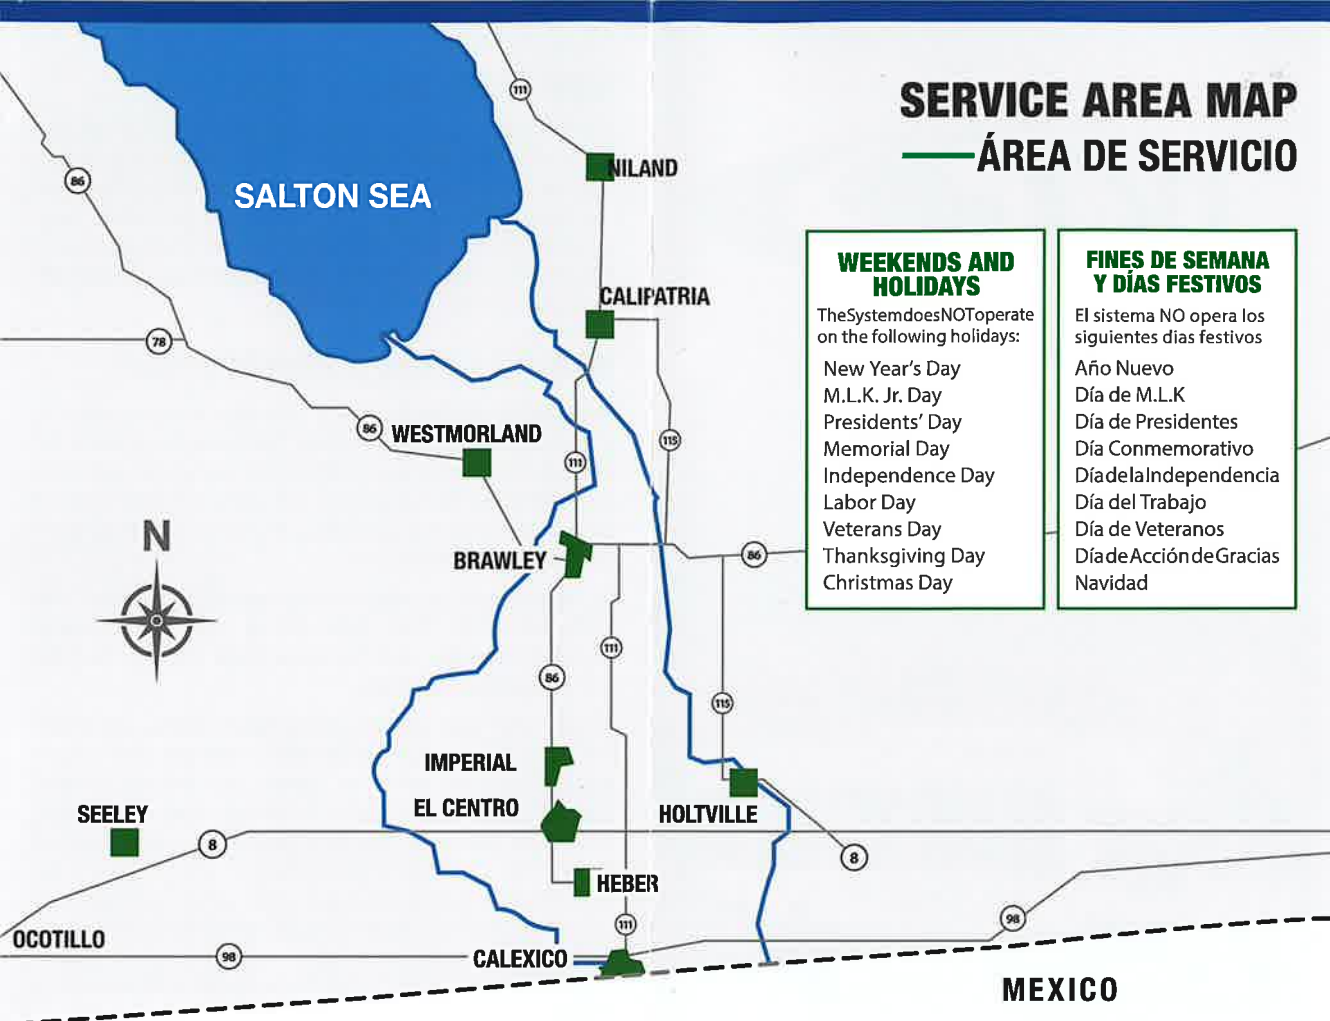 SERVICE AREA MAP
ÁREA DE SERVICIO
111
NILAND
86
SALTON SEA
WEEKENDS AND
HOLIDAYS
TheSystemdoesNOToperate
on the following holidays:
New Year's Day
M.L.K. Jr. Day
Presidents' Day
Memorial Day
Independence Day
Labor Day
Veterans Day
Thanksgiving Day
Christmas Day
FINES DE SEMANA
Y DÍAS FESTIVOS
El sistema NO opera los
siguientes dias festivos
Año Nuevo
Día de M.L.K
Día de Presidentes
Día Conmemorativo
DíadelaIndependencia
Día del Trabajo
Día de Veteranos
DíadeAccióndeGracias
Navidad
CALIPATRIA
78
86
WESTMORLAND
115
111
N
BRAWLEY
86
111
86
115
IMPERIAL
EL CENTRO
SEELEY
HOLTVILLE
8
8
HEBER
111
98
OCOTILLO
98
CALEXICO
MEXICO